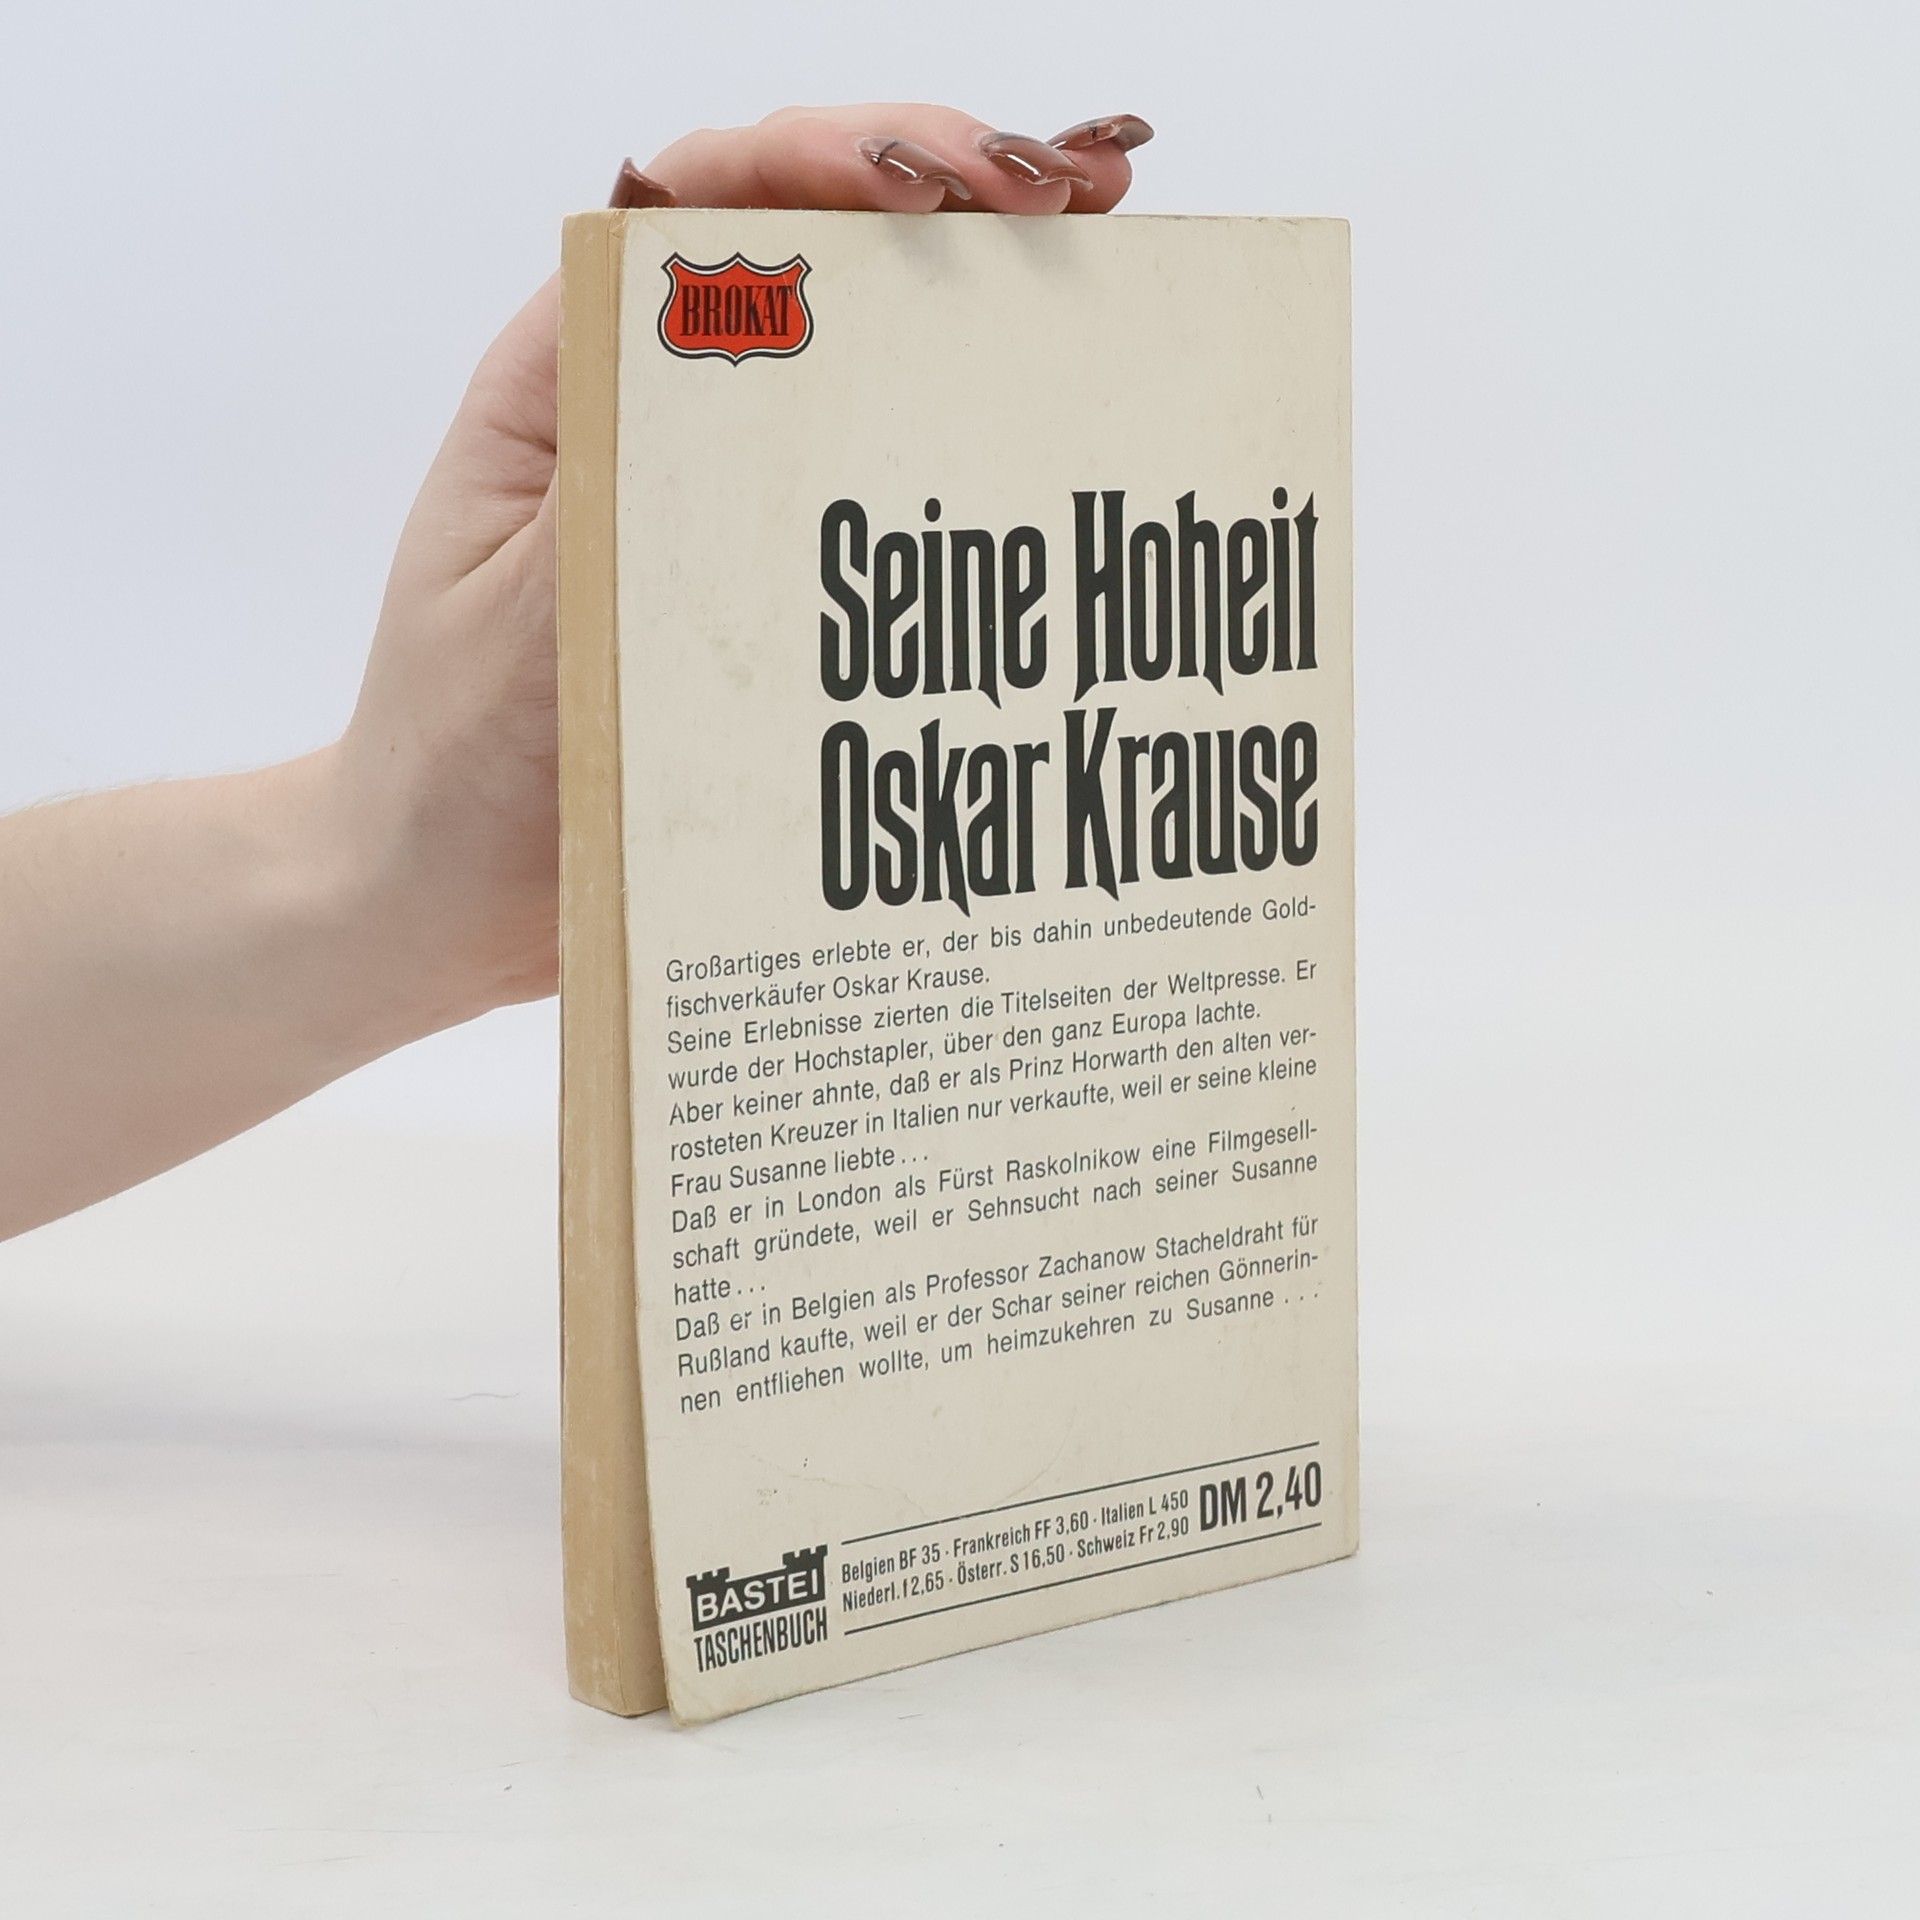 BROKAT
Seine Hoheit
Oskar Krause
Großartiges erlebte er, der bis dahin unbedeutende Gold-
fischverkäufer Oskar Krause.
Seine Erlebnisse zierten die Titelseiten der Weltpresse. Er
wurde der Hochstapler, über den ganz Europa lachte.
Aber keiner ahnte, daß er als Prinz Horwarth den alten ver-
rosteten Kreuzer in Italien nur verkaufte, weil er seine kleine
Frau Susanne liebte . . .
Daß er in London als Fürst Raskolnikow eine Filmgesell-
schaft gründete, weil er Sehnsucht nach seiner Susanne
hatte . . .
Daß er in Belgien als Professor Zachanow Stacheldraht für
Rußland kaufte, weil er der Schar seiner reichen Gönnerin-
nen entfliehen wollte, um heimzukehren zu Susanne . . .
Belgien BF 35 · Frankreich FF 3,60 · Italien L 450
Niederl. f 2,65 · Österr. S 16,50 · Schweiz Fr 2,90
DM 2,40
BASTEI
TASCHENBUCH